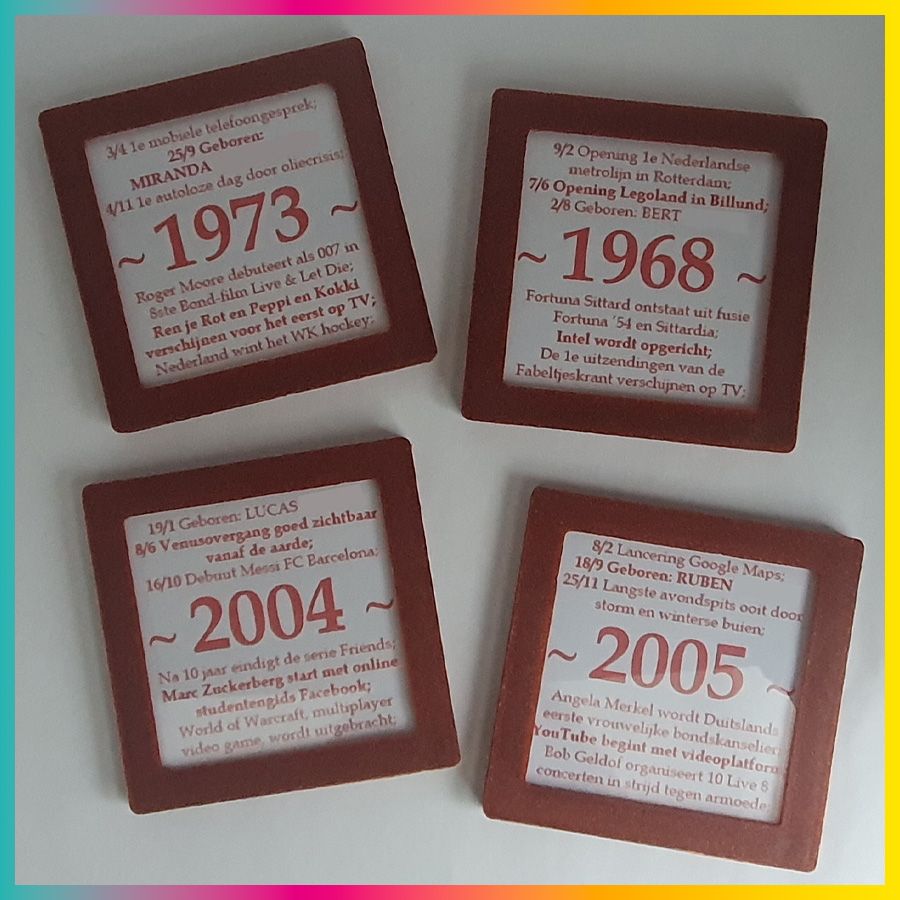 3/4 1e mobiele telefoongesprek;
25/9 Geboren:
MIRANDA
4/11 1e autoloze dag door oliecrisis;
~ 1973 ~
Roger Moore debuteert als 007 in
8ste Bond-film Live & Let Die;
Ren je Rot en Peppi en Kokki
verschijnen voor het eerst op TV;
Nederland wint het WK hockey;
9/2 Opening 1e Nederlandse
metrolijn in Rotterdam;
7/6 Opening Legoland in Billund;
2/8 Geboren: BERT
~ 1968 ~
Fortuna Sittard ontstaat uit fusie
Fortuna '54 en Sittardia;
Intel wordt opgericht;
De 1e uitzendingen van de
Fabeltjeskrant verschijnen op TV;
19/1 Geboren: LUCAS
8/6 Venusovergang goed zichtbaar
vanaf de aarde;
16/10 Debuut Messi FC Barcelona;
~ 2004 ~
Na 10 jaar eindigt de serie Friends;
Marc Zuckerberg start met online
studentengids Facebook;
World of Warcraft, multiplayer
video game, wordt uitgebracht;
8/2 Lancering Google Maps;
18/9 Geboren: RUBEN
25/11 Langste avondspits ooit door
storm en winterse buien;
~ 2005 ~
Angela Merkel wordt Duitslands
eerste vrouwelijke bondskanselier;
YouTube begint met videoplatform
Bob Geldof organiseert 10 Live 8
concerten in strijd tegen armoede;